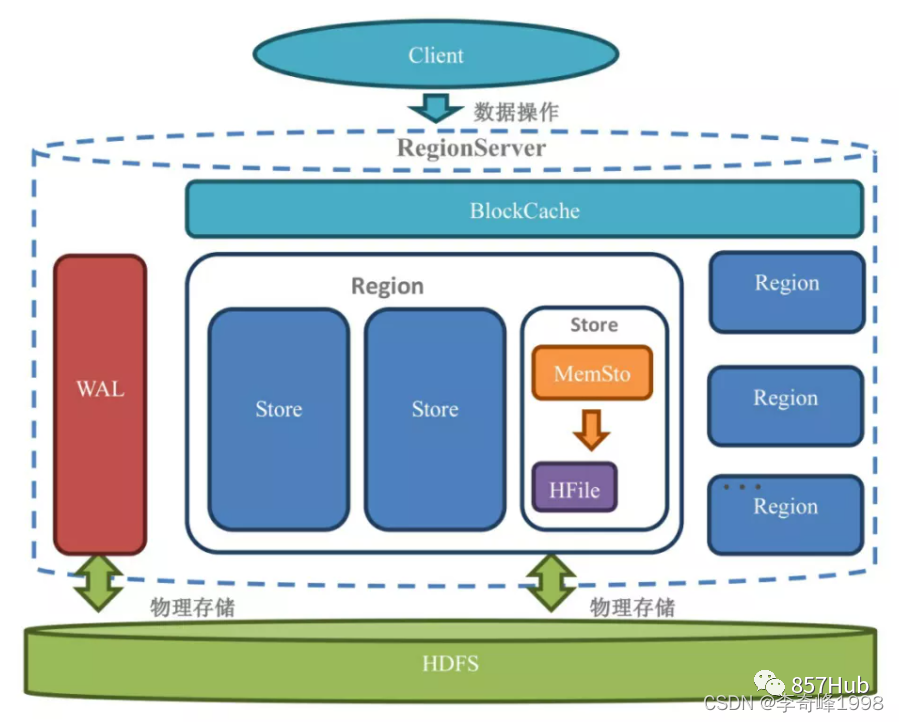 Client
数据操作
RegionServer
BlockCache
Region
Region
Store
MemSto
WAL
Store
Store
Region
HFile
• • •
Region
物理存储
物理存储
HDFS
857Hub
CSDN @李奇峰1998